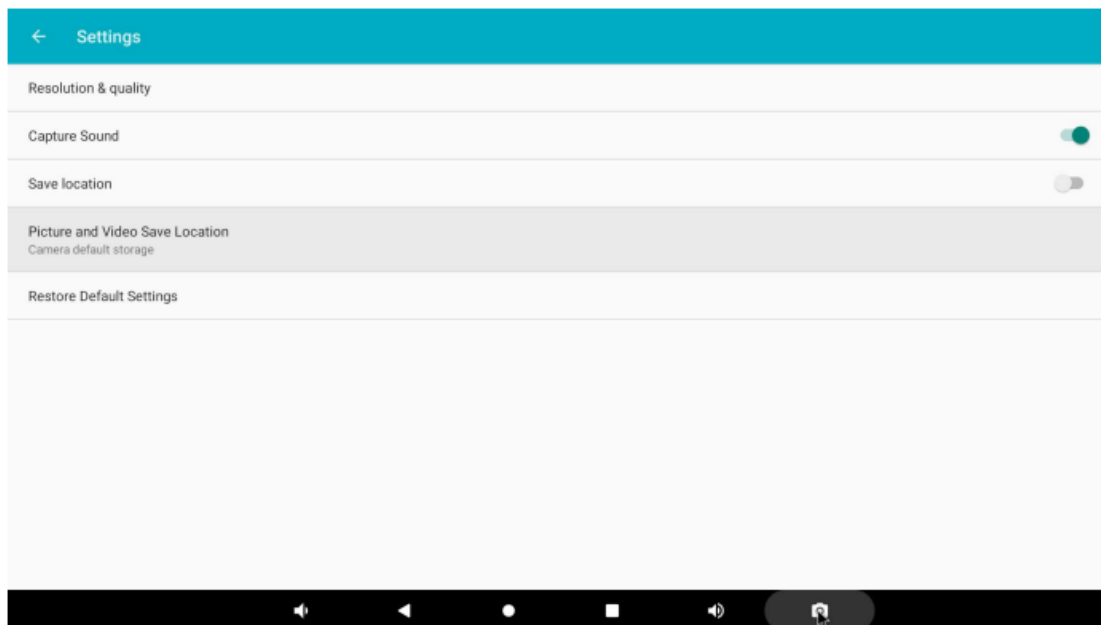 Settings
Resolution & quality
Capture Sound
Save location
Picture and Video Save Location
Camera default storage
Restore Default Settings